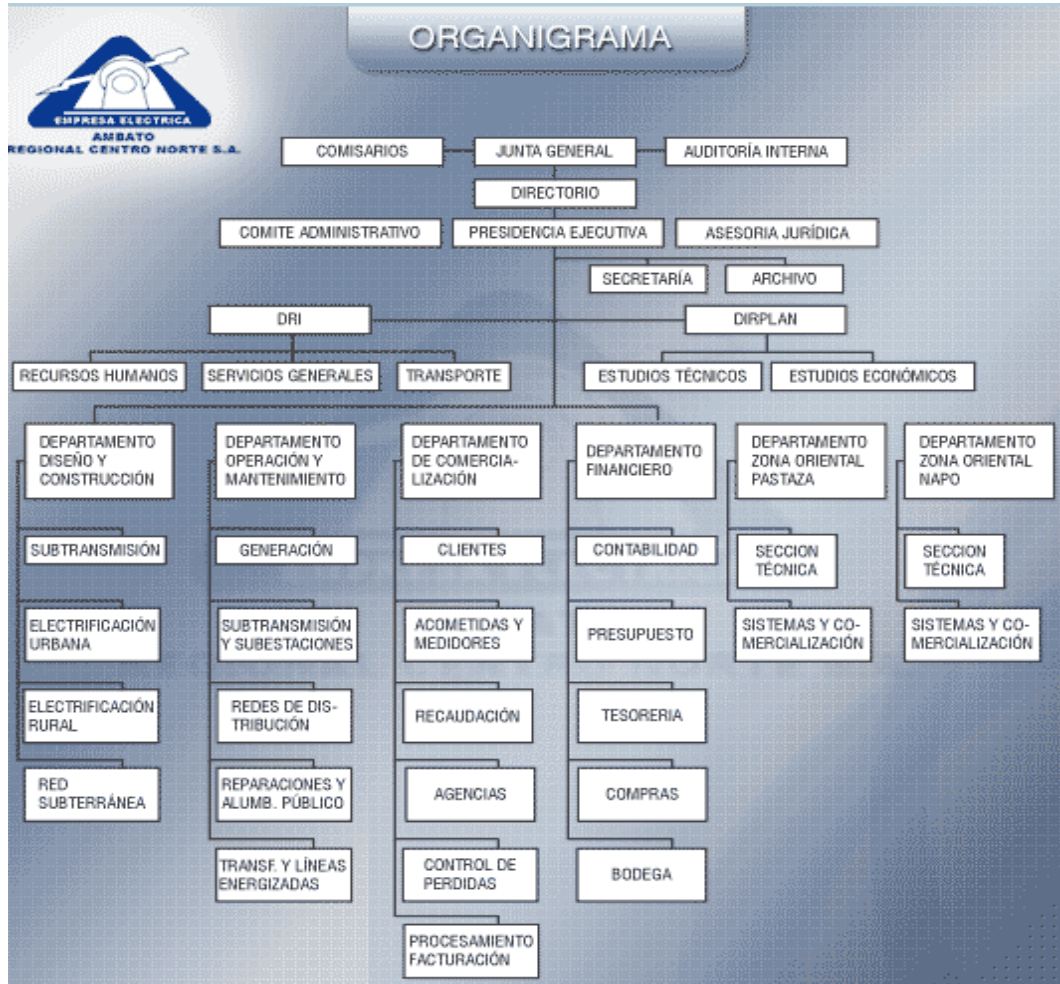 ORGANIGRAMA
EMPRESA ELECTRICA
AMBATO
REGIONAL CENTRO NORTE S.A.
COMISARIOS
JUNTA GENERAL
AUDITORÍA INTERNA
DIRECTORIO
COMITE ADMINISTRATIVO
PRESIDENCIA EJECUTIVA
ASESORIA JURÍDICA
SECRETARÍA
ARCHIVO
DRI
DIRPLAN
RECURSOS HUMANOS
SERVICIOS GENERALES
TRANSPORTE
ESTUDIOS TÉCNICOS
ESTUDIOS ECONÓMICOS
DEPARTAMENTO
DISEÑO Y
CONSTRUCCIÓN
DEPARTAMENTO
OPERACIÓN Y
MANTENIMIENTO
DEPARTAMENTO
DE COMERCIA-
LIZACIÓN
DEPARTAMENTO
FINANCIERO
DEPARTAMENTO
ZONA ORIENTAL
PASTAZA
DEPARTAMENTO
ZONA ORIENTAL
NAPO
SUBTRANSMISIÓN
GENERACIÓN
CLIENTES
CONTABILIDAD
SECCION
TÉCNICA
SECCION
TÉCNICA
ELECTRIFICACIÓN
URBANA
SUBTRANSMISIÓN
Y SUBESTACIONES
ACOMETIDAS Y
MEDIDORES
PRESUPUESTO
SISTEMAS Y CO-
MERCIALIZACIÓN
SISTEMAS Y CO-
MERCIALIZACIÓN
ELECTRIFICACIÓN
RURAL
REDES DE DIS-
TRIBUCIÓN
RECAUDACIÓN
TESORERIA
RED
SUBTERRÁNEA
REPARACIONES Y
ALUMB. PÚBLICO
AGENCIAS
COMPRAS
TRANSF. Y LÍNEAS
ENERGIZADAS
CONTROL DE
PERDIDAS
BODEGA
PROCESAMIENTO
FACTURACIÓN